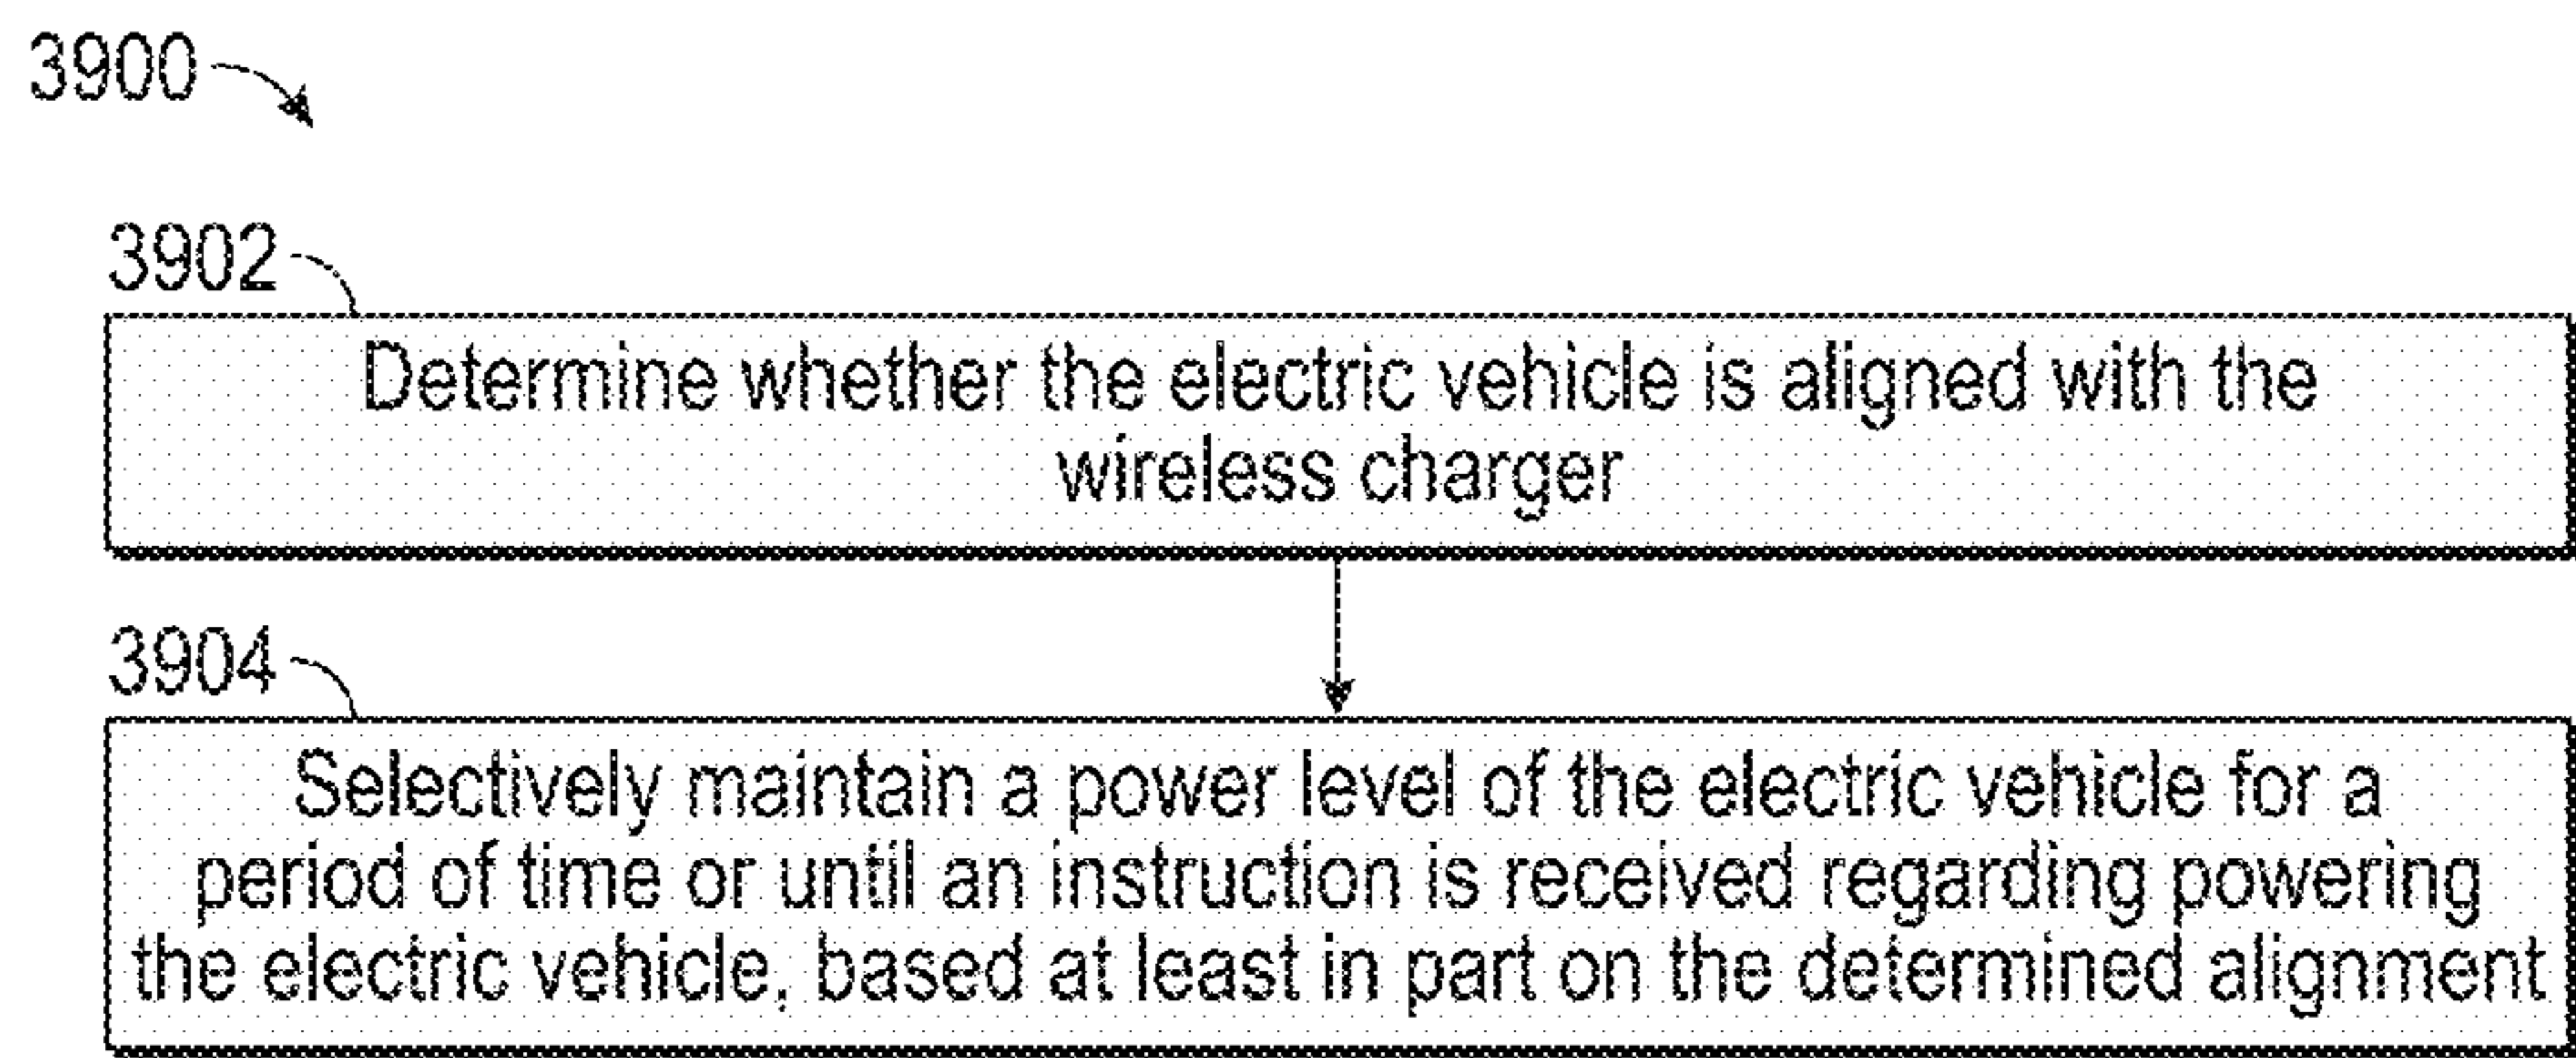 3900
3902
Determine whether the electric vehicle is aligned with the
wireless charger
3904
Selectively maintain a power level of the electric vehicle for a
period of time or until an instruction is received regarding powering
the electric vehicle, based at least in part on the determined alignment